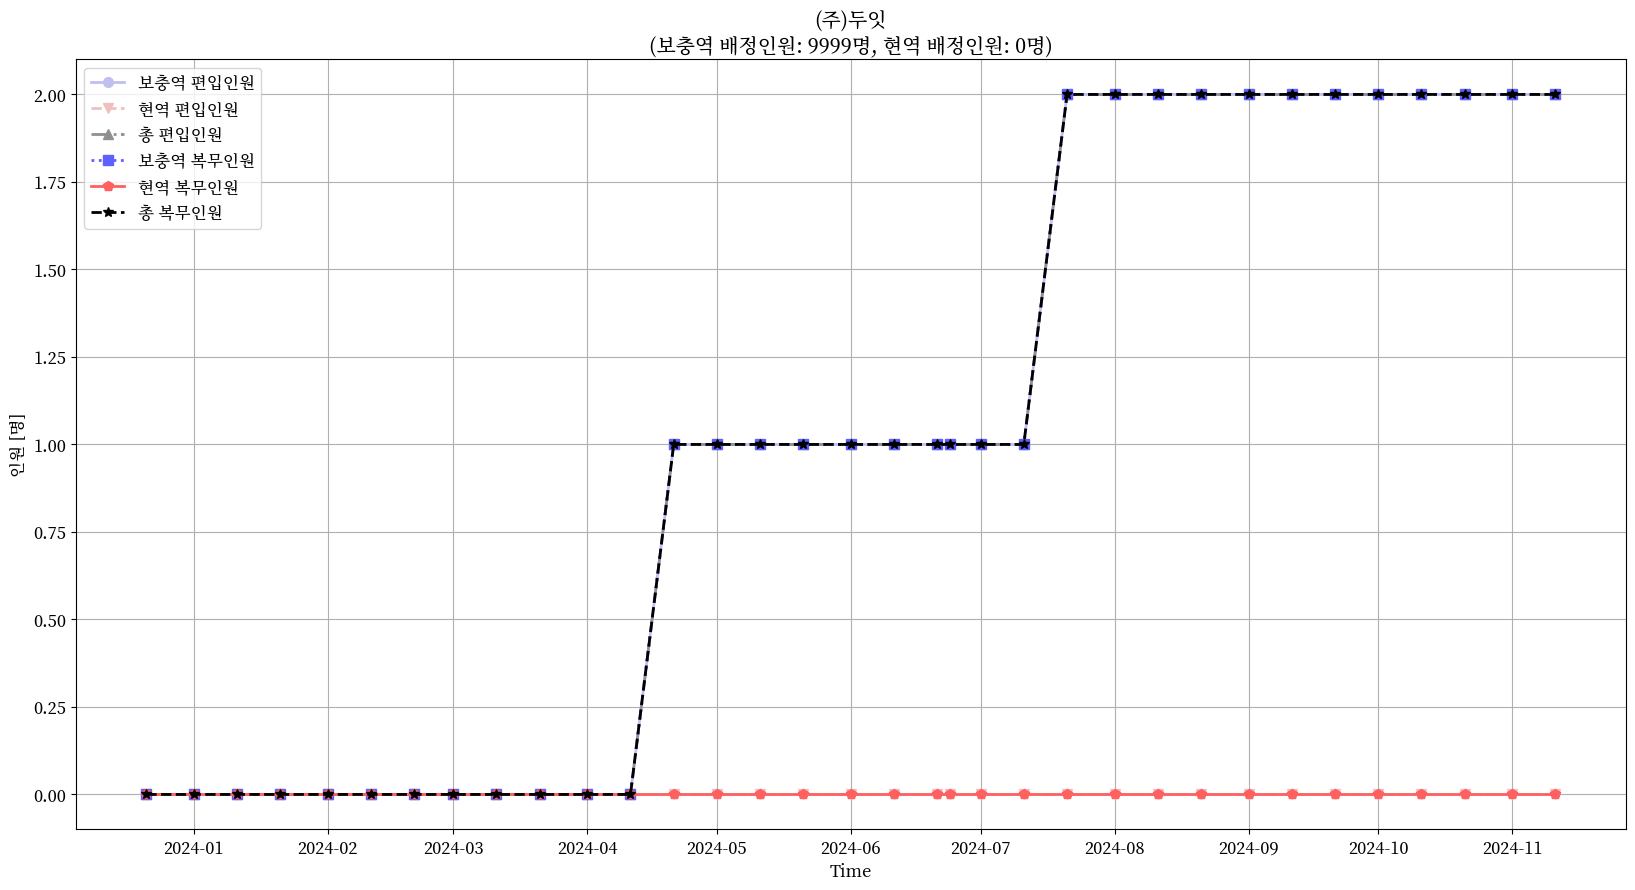 (주)두잇
(보충역 배정인원: 9999명, 현역 배정인원: 0명)
보충역 편입인원
현역 편입인원
총 편입인원
보충역 복무인원
현역 복무인원
총 복무인원
2.00
1.75
1.50
1.25
1.00
0.75
0.50
0.25
0.00
인원 [명]
2024-01 2024-02 2024-03 2024-04 2024-05 2024-06 2024-07 2024-08 2024-09 2024-10 2024-11
Time